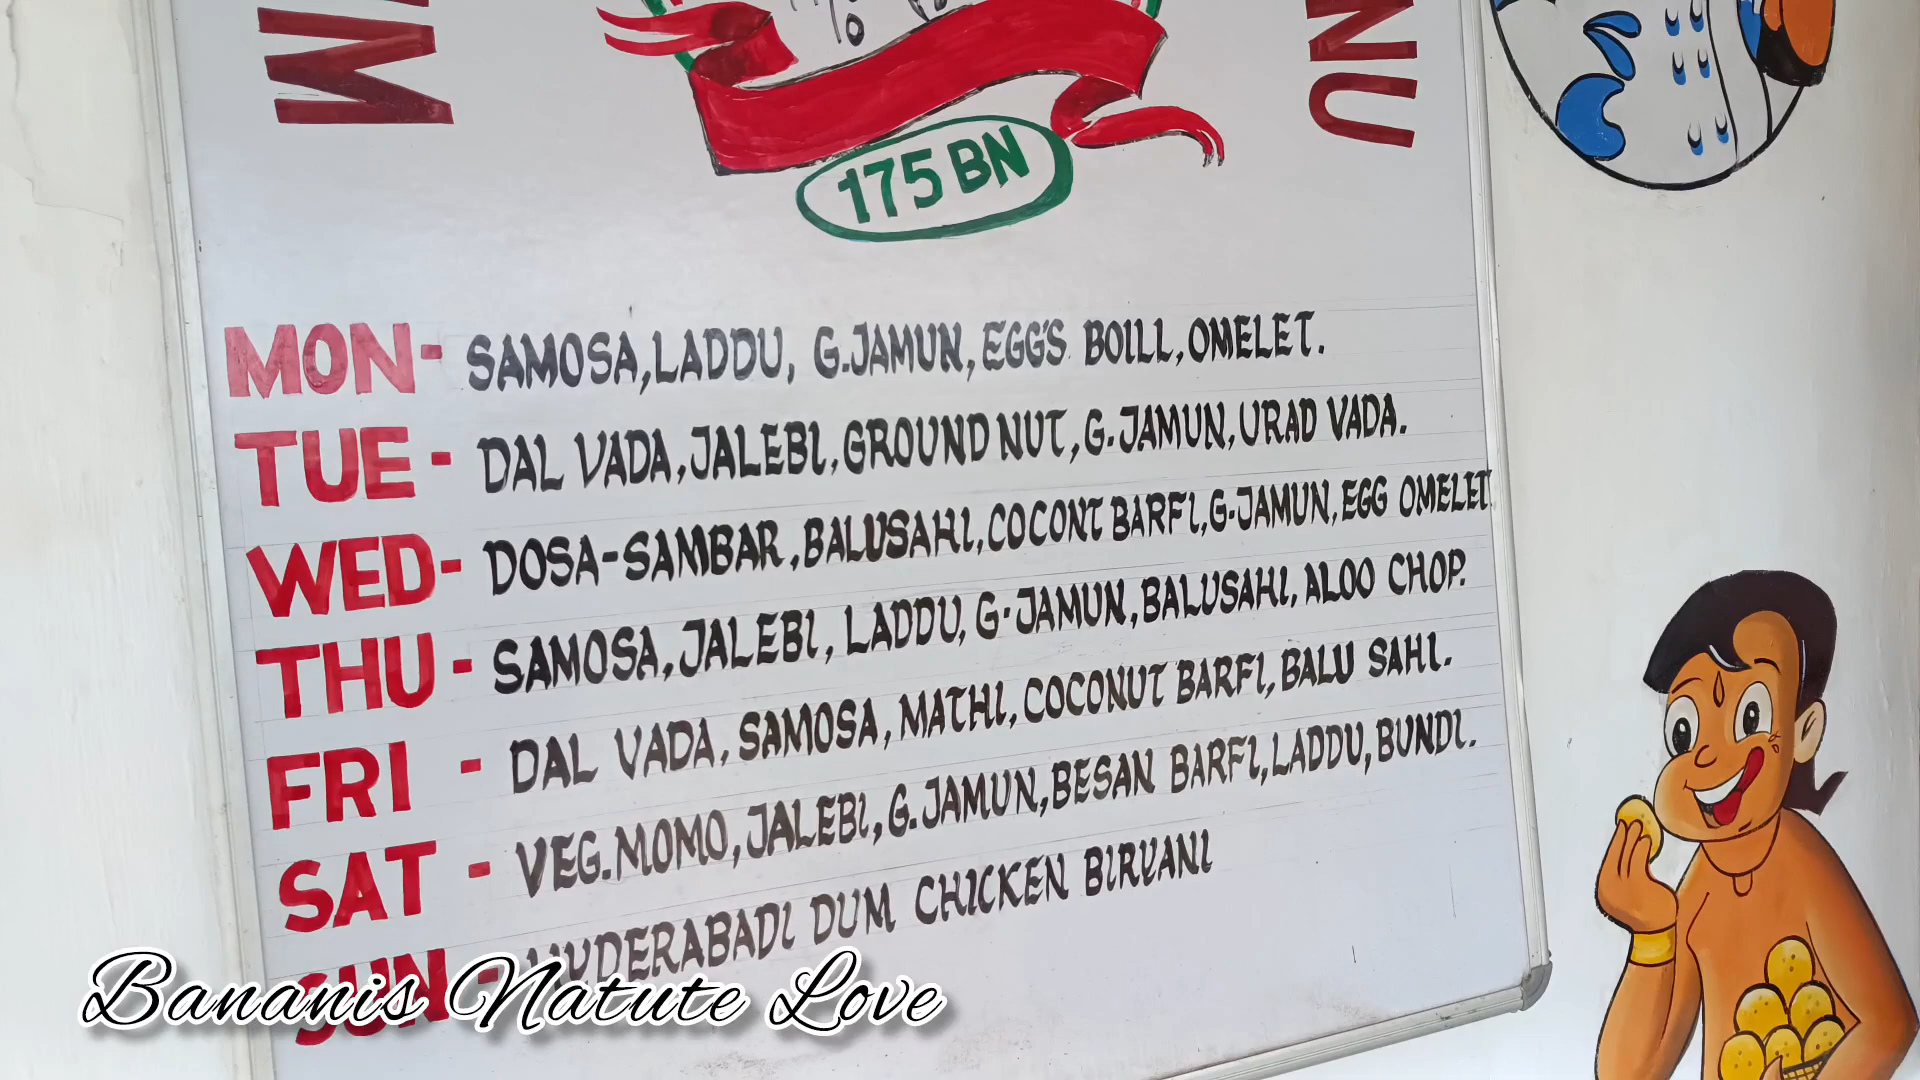 NU
175 BN
MON- SAMOSA, LADDU, G.JAMUN, EGG'S BOILL, OMELET.
TUE - DAL VADA, JALEBI, GROUND NUT, G.JAMUN, URAD VADA.
WED- DOSA-SAMBAR, BALUSAHI, COCONT BARFI, G-JAMUN, EGG OMELET
THU - SAMOSA, JALEBI, LADDU, G-JAMUN, BALUSAHI, ALOO CHOP.
FRI - DAL VADA, SAMOSA, MATHI, COCONUT BARFI, BALU SAHI.
SAT - VEG.MOMO, JALEBI, G.JAMUN, BESAN BARFI, LADDU, BUNDI.
SUN - HYDERABADI DUM CHICKEN BIRYANI
Bananis Natute Love